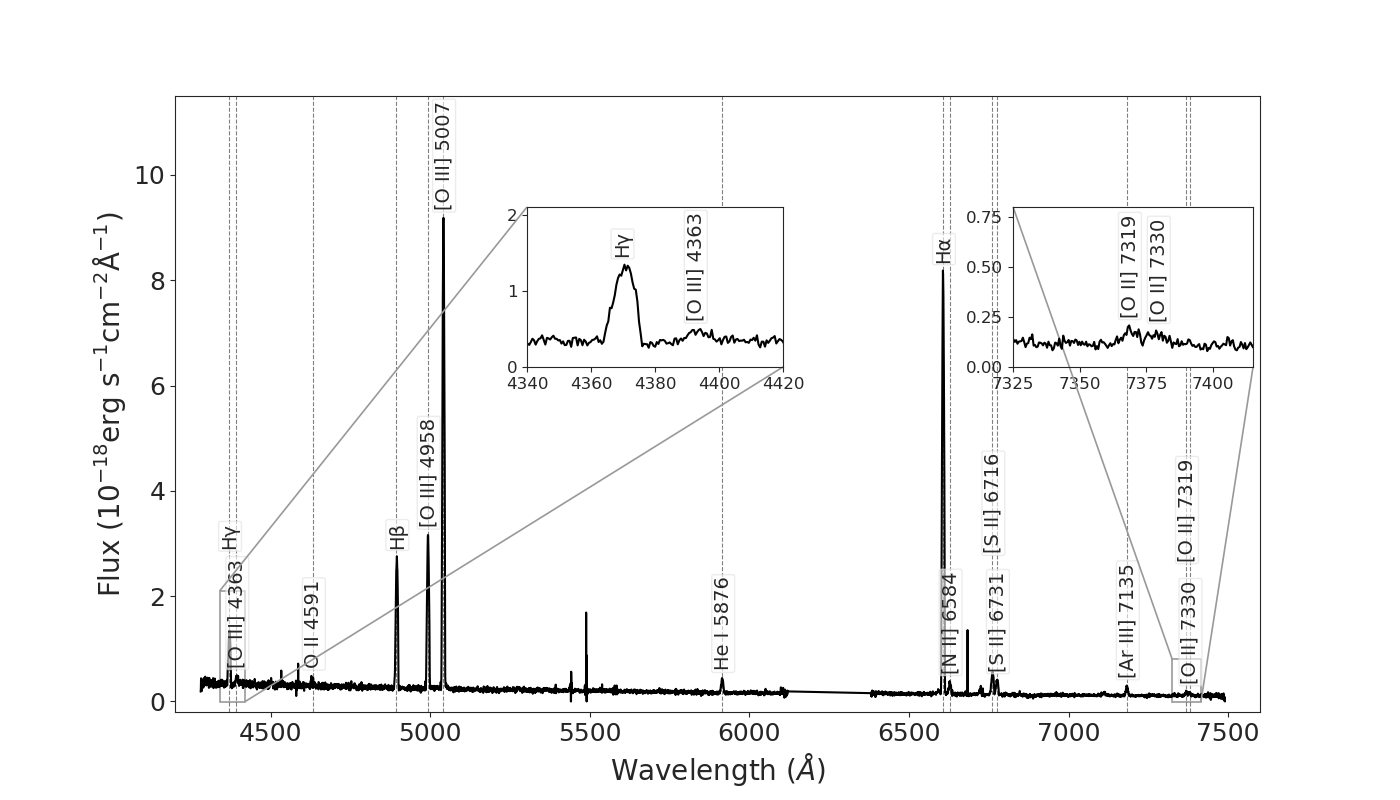 Flux (10⁻¹⁸erg s⁻¹cm⁻²Å⁻¹)
10
8
6
4
2
0
[O III] 5007
Hγ
[O III] 4363
O II 4591
Hβ
[O III] 4958
He I 5876
Hα
[N II] 6584
[S II] 6716
[S II] 6731
[Ar III] 7135
[O II] 7319
[O II] 7330
2
1
0
Hγ
[O III] 4363
4340 4360 4380 4400 4420
0.75
0.50
0.25
0.00
[O II] 7319
[O II] 7330
7325 7350 7375 7400
4500 5000 5500 6000 6500 7000 7500
Wavelength (Å)